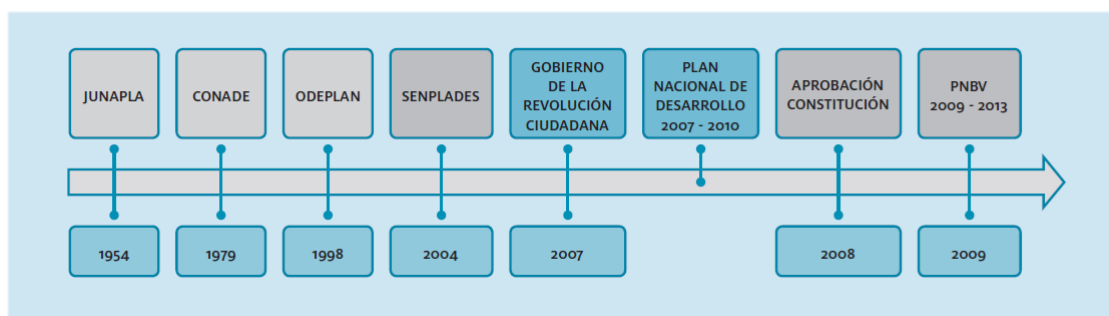 JUNAPLA
CONADE
ODEPLAN
SENPLADES
GOBIERNO
DE LA
REVOLUCIÓN
CIUDADANA
PLAN
NACIONAL DE
DESARROLLO
2007 - 2010
APROBACIÓN
CONSTITUCIÓN
PNBV
2009 - 2013
1954
1979
1998
2004
2007
2008
2009